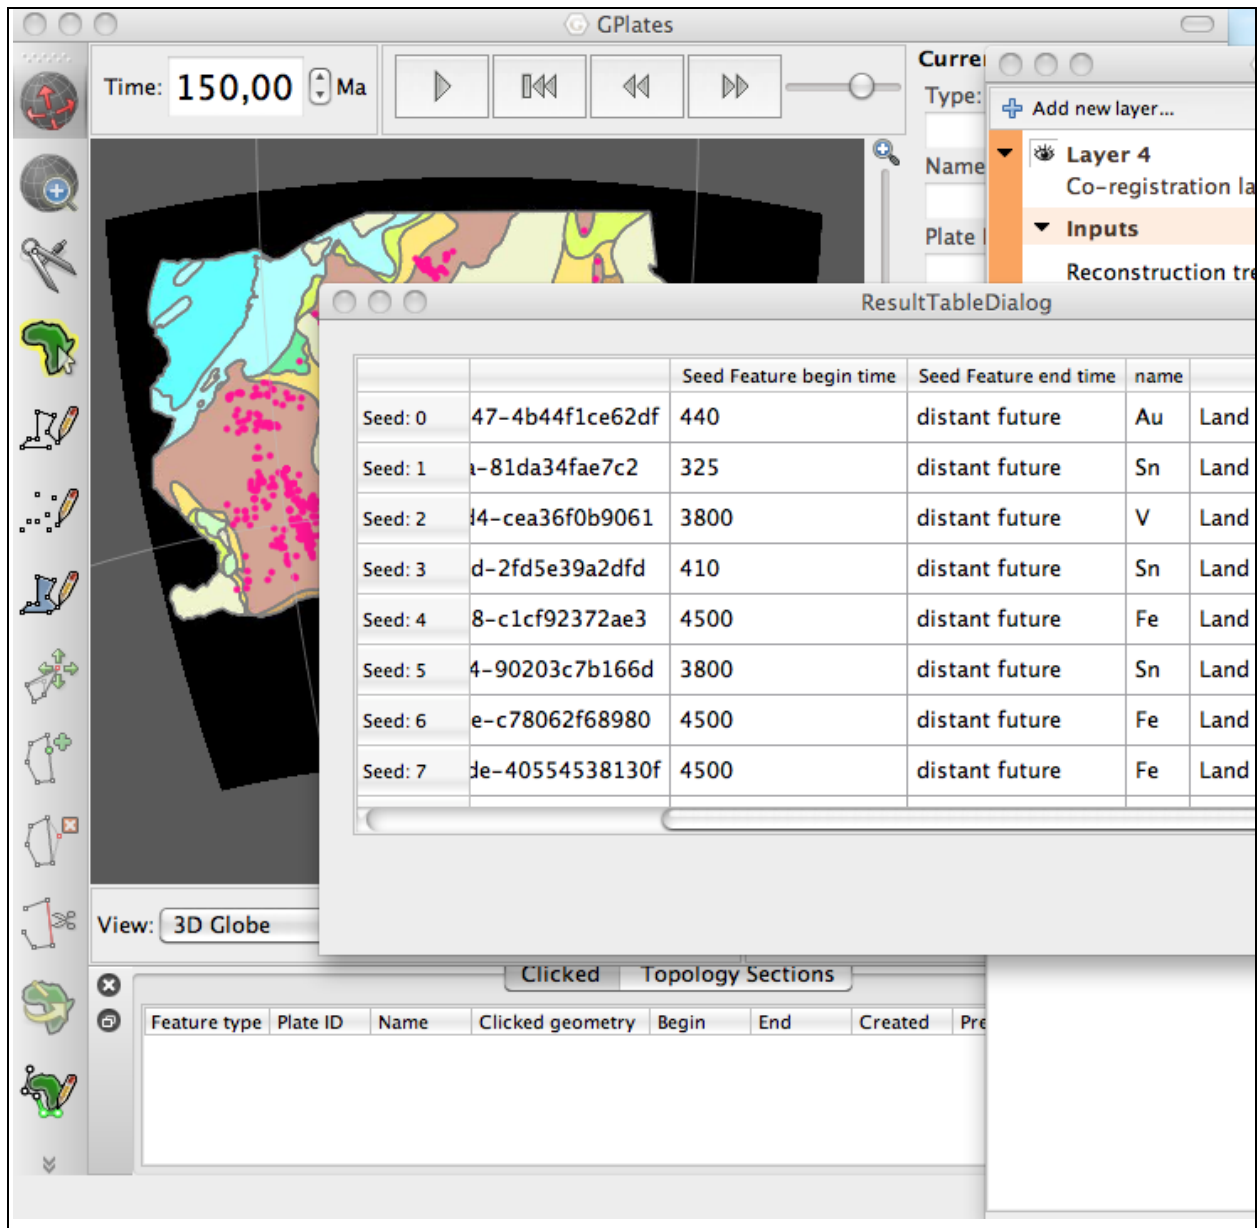 GPlates
Time: 150,00 Ma
Curre
Type:
Name
Plate
Add new layer...
Layer 4
Co-registration la
Inputs
Reconstruction tre
ResultTableDialog
Seed Feature begin time Seed Feature end time name
Seed: 0 47-4b44f1ce62df 440 distant future Au Land
Seed: 1 -81da34fae7c2 325 distant future Sn Land
Seed: 2 4-cea36f0b9061 3800 distant future V Land
Seed: 3 d-2fd5e39a2dfd 410 distant future Sn Land
Seed: 4 8-c1cf92372ae3 4500 distant future Fe Land
Seed: 5 4-90203c7b166d 3800 distant future Sn Land
Seed: 6 e-c78062f68980 4500 distant future Fe Land
Seed: 7 de-40554538130f 4500 distant future Fe Land
View: 3D Globe
Clicked Topology Sections
Feature type Plate ID Name Clicked geometry Begin End Created Pre